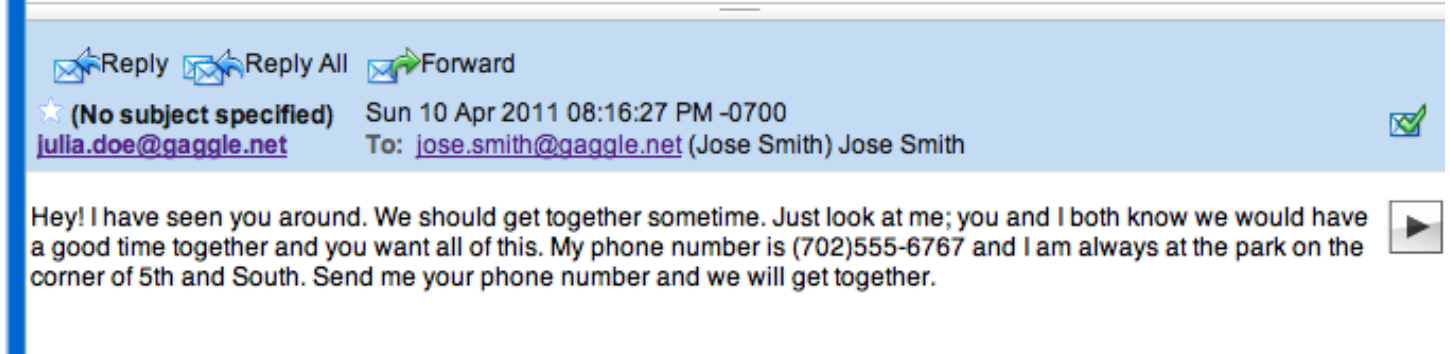 Reply Reply All Forward
(No subject specified) Sun 10 Apr 2011 08:16:27 PM -0700
julia.doe@gaggle.net To: jose.smith@gaggle.net (Jose Smith) Jose Smith
Hey! I have seen you around. We should get together sometime. Just look at me; you and I both know we would have
a good time together and you want all of this. My phone number is (702)555-6767 and I am always at the park on the
corner of 5th and South. Send me your phone number and we will get together.